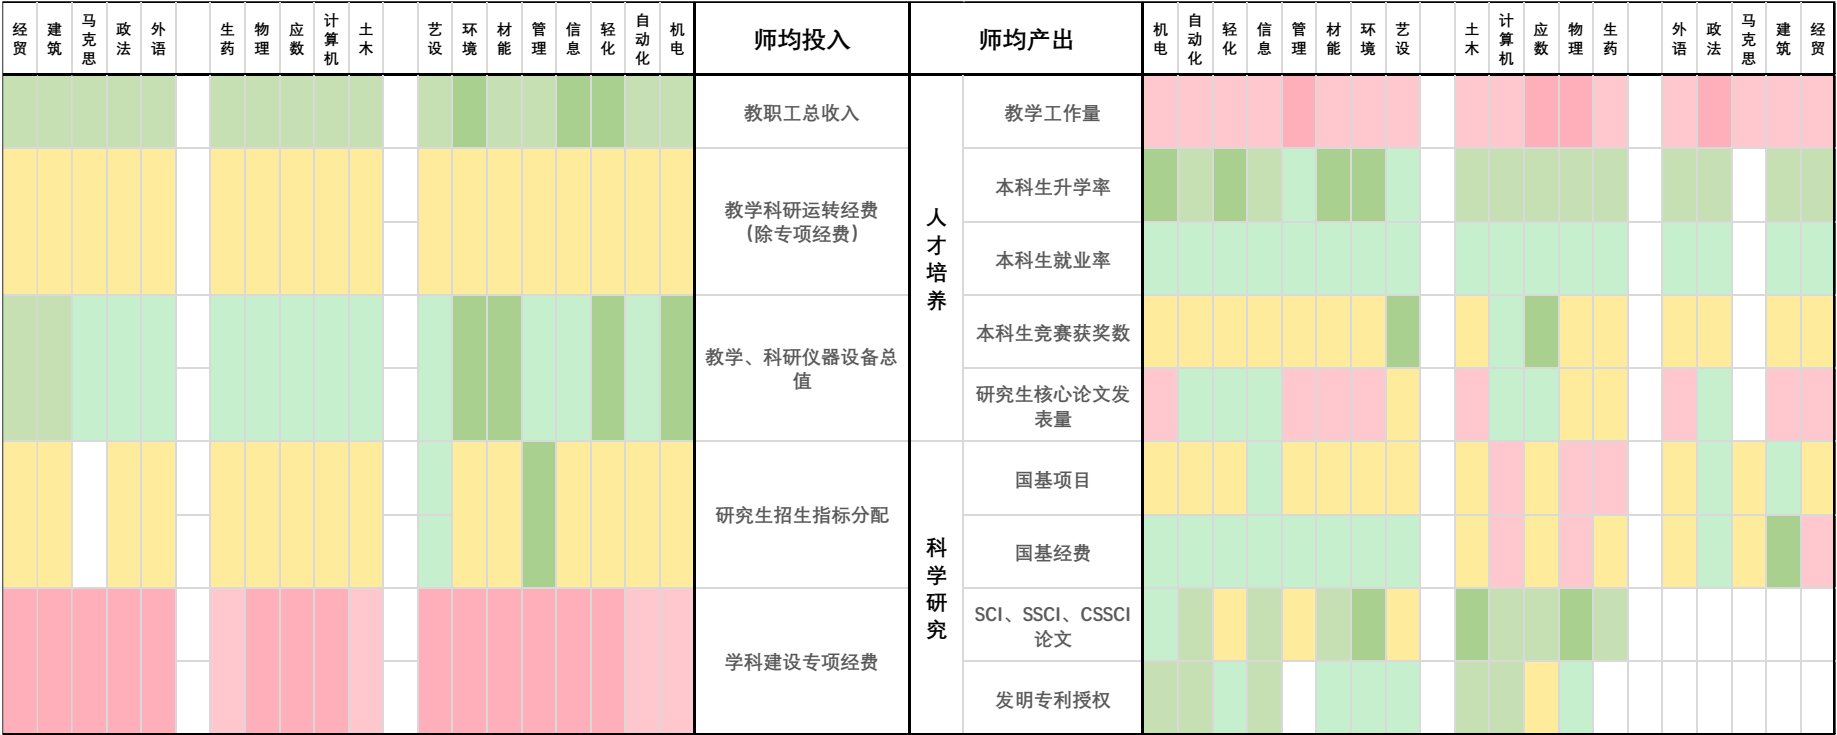 经贸 建筑 马克思 政法 外语 生药 物理 应数 计算机 土木 艺设 环境 材能 管理 信息 轻化 自动化 机电 师均投入 师均产出 机电 自动化 轻化 信息 管理 材能 环境 艺设 土木 计算机 应数 物理 生药 外语 政法 马克思 建筑 经贸
教职工总收入
教学科研运转经费
（除专项经费）
教学、科研仪器设备总
值
研究生招生指标分配
学科建设专项经费
人才培养
教学工作量
本科生升学率
本科生就业率
本科生竞赛获奖数
研究生核心论文发
表量
科学研究
国基项目
国基经费
SCI、SSCI、CSSCI
论文
发明专利授权